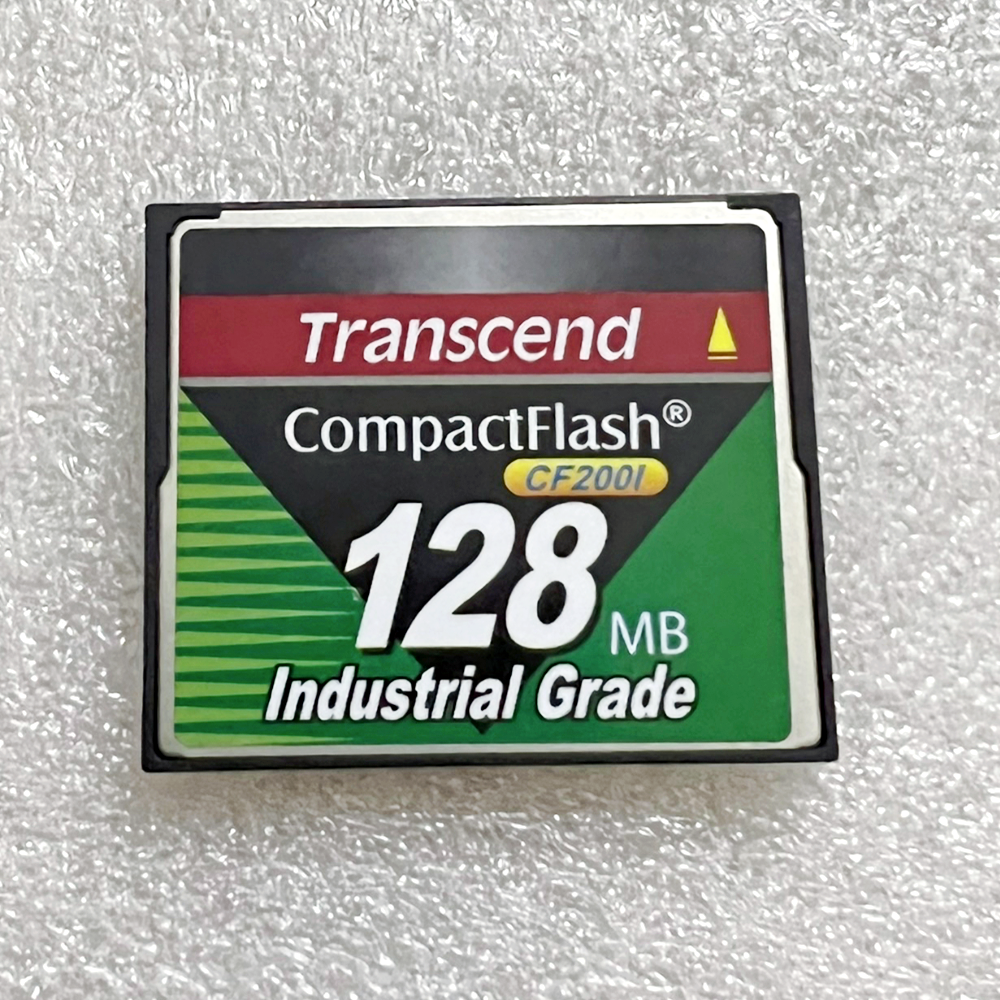 Transcend
CompactFlash®
CF200I
128 MB
Industrial Grade